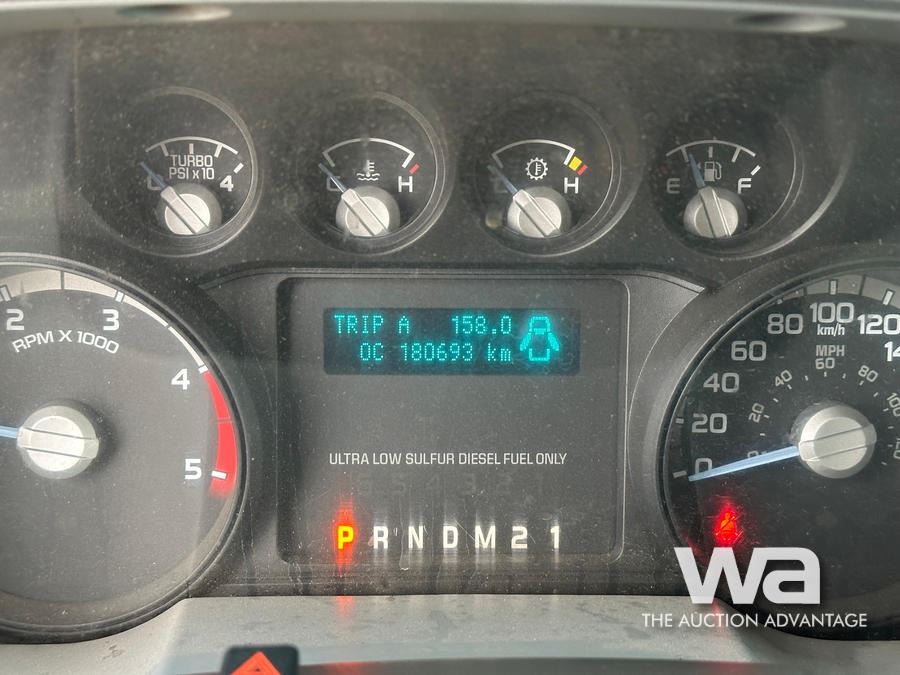 TURBO
PSI x 10
4
C H
H
E F
2 3 4 5
RPM X 1000
TRIP A 158.0
OC 180693 km
ULTRA LOW SULFUR DIESEL FUEL ONLY
P R N D M 2 1
0 20 40 60 80 100 120
km/h
MPH
20 40 60 80
wa
THE AUCTION ADVANTAGE